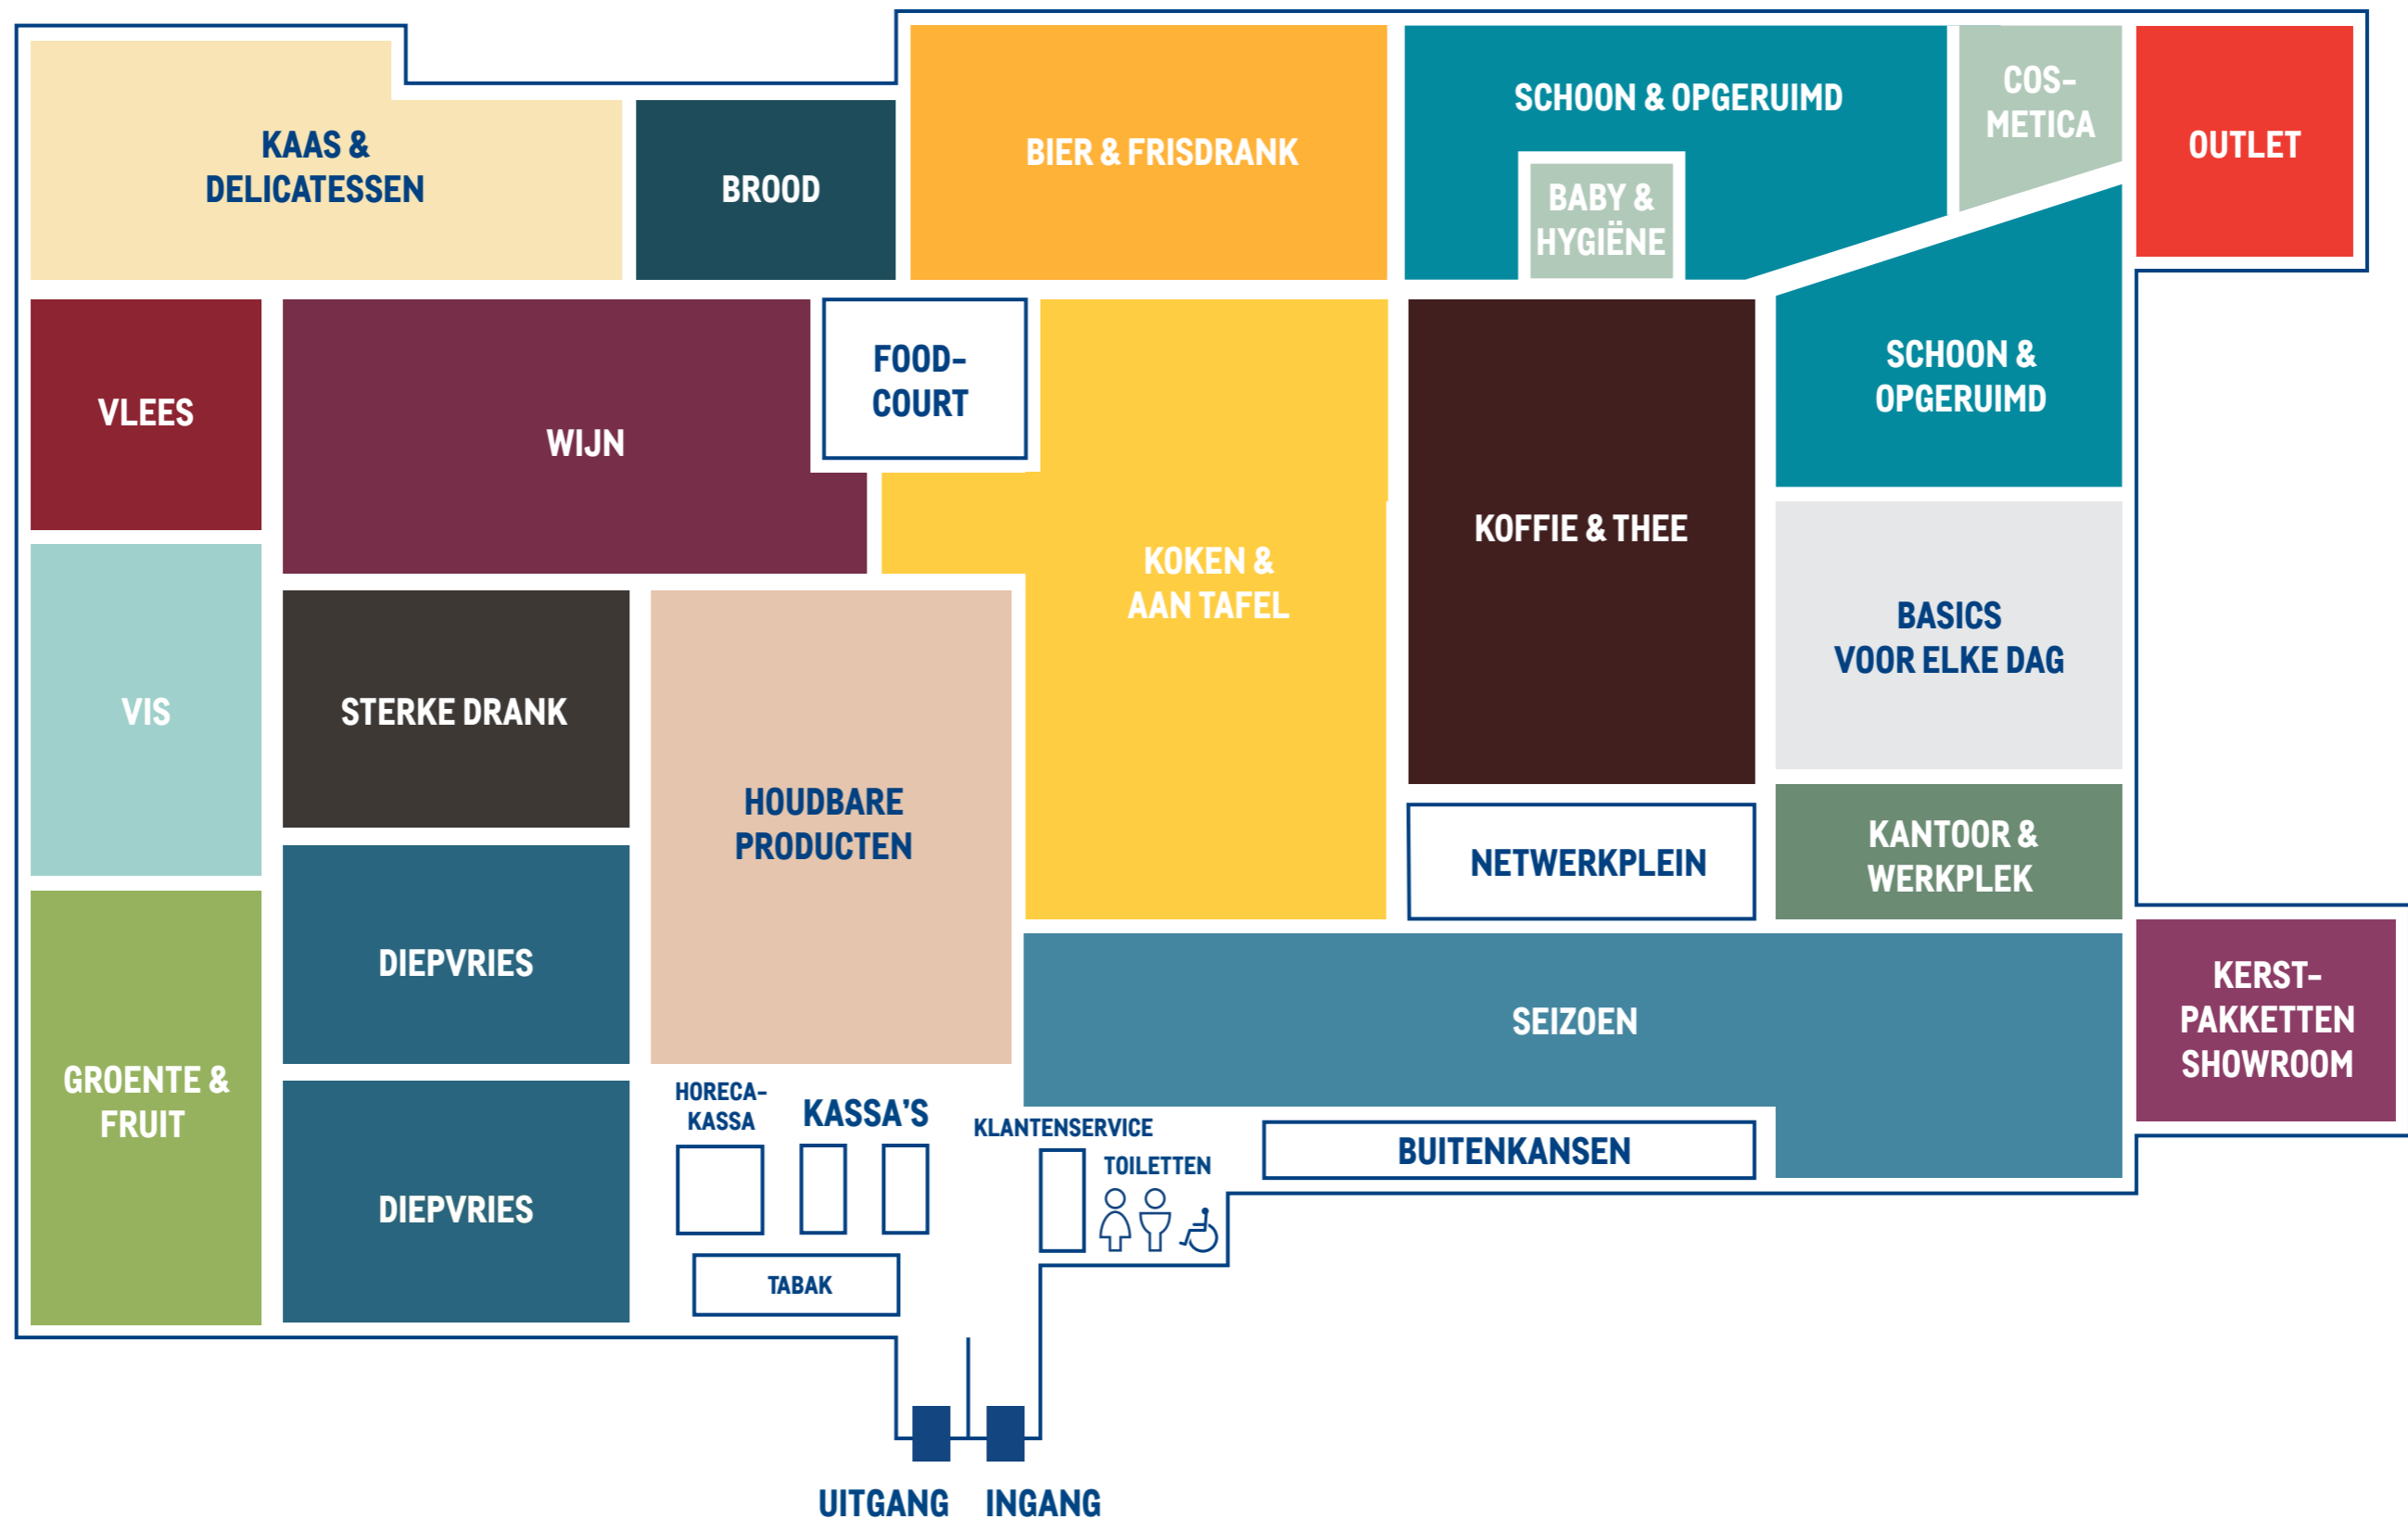 KAAS &
DELICATESSEN
BROOD
BIER & FRISDRANK
SCHOON & OPGERUIMD
BABY &
HYGIËNE
COS-
METICA
OUTLET
VLEES
WIJN
FOOD-
COURT
KOKEN &
AAN TAFEL
KOFFIE & THEE
SCHOON &
OPGERUIMD
BASICS
VOOR ELKE DAG
VIS
STERKE DRANK
HOUDBARE
PRODUCTEN
NETWERKPLEIN
KANTOOR &
WERKPLEK
DIEPVRIES
SEIZOEN
KERST-
PAKKETTEN
SHOWROOM
GROENTE &
FRUIT
DIEPVRIES
HORECA-
KASSA
KASSA'S
KLANTENSERVICE
TOILETTEN
BUITENKANSEN
TABAK
UITGANG
INGANG